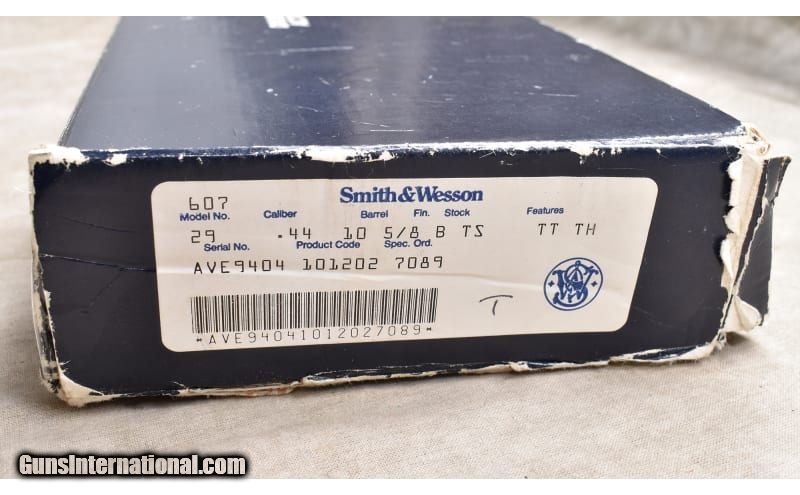 607
Smith & Wesson
Model No. Caliber Barrel Fin. Stock Features
29 .44 10 5/8 B TS TT TH
Serial No. Product Code Spec. Ord.
AVE9404 101202 7089
T
*AVE94041012027089*
GunsInternational.com